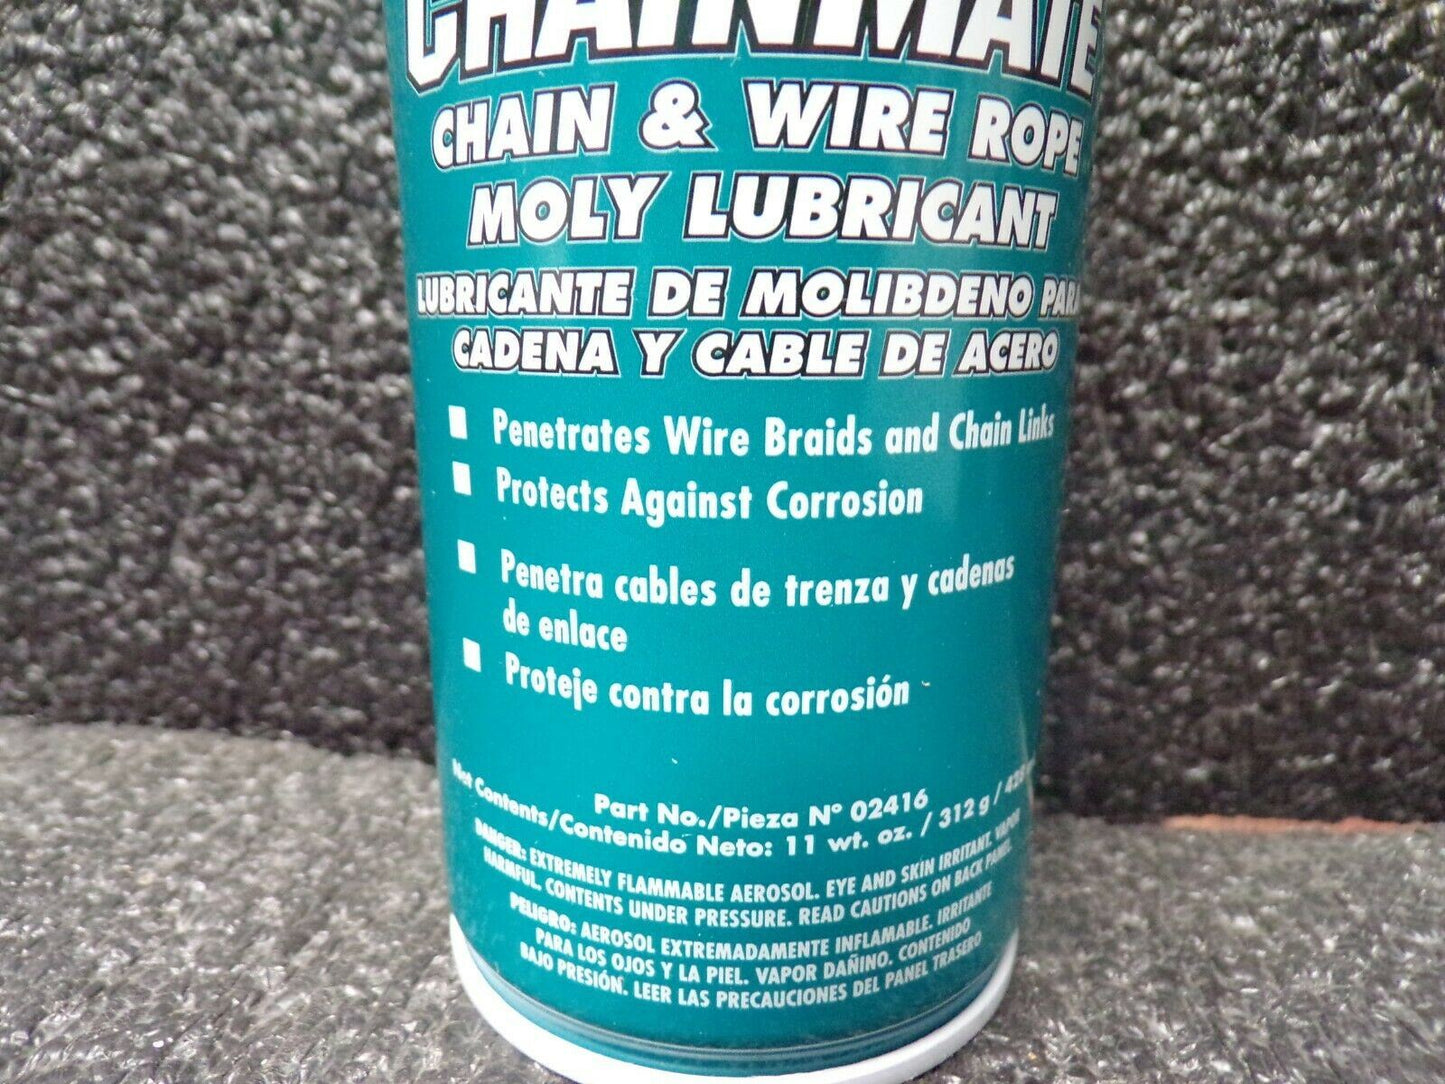 CHAINMATE
CHAIN & WIRE ROPE
MOLY LUBRICANT
LUBRICANTE DE MOLIBDENO PARA
CADENA Y CABLE DE ACERO
Penetrates Wire Braids and Chain Links
Protects Against Corrosion
Penetra cables de trenza y cadenas
de enlace
Proteje contra la corrosión
Part No./Pieza Nº 02416
Net Contents/Contenido Neto: 11 wt. oz. / 312 g /
DANGER: EXTREMELY FLAMMABLE AEROSOL. EYE AND SKIN IRRITANT. VAPOR
HARMFUL. CONTENTS UNDER PRESSURE. READ CAUTIONS ON BACK PANEL.
PELIGRO: AEROSOL EXTREMADAMENTE INFLAMABLE. IRRITANTE
PARA LOS OJOS Y LA PIEL. VAPOR DAÑINO. CONTENIDO
BAJO PRESIÓN. LEER LAS PRECAUCIONES DEL PANEL TRASERO